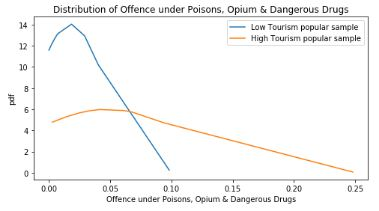 Distribution of Offence under Poisons, Opium & Dangerous Drugs
Low Tourism popular sample
High Tourism popular sample
14
12
10
8
6
4
2
0
pdf
0.00 0.05 0.10 0.15 0.20 0.25
Offence under Poisons, Opium & Dangerous Drugs